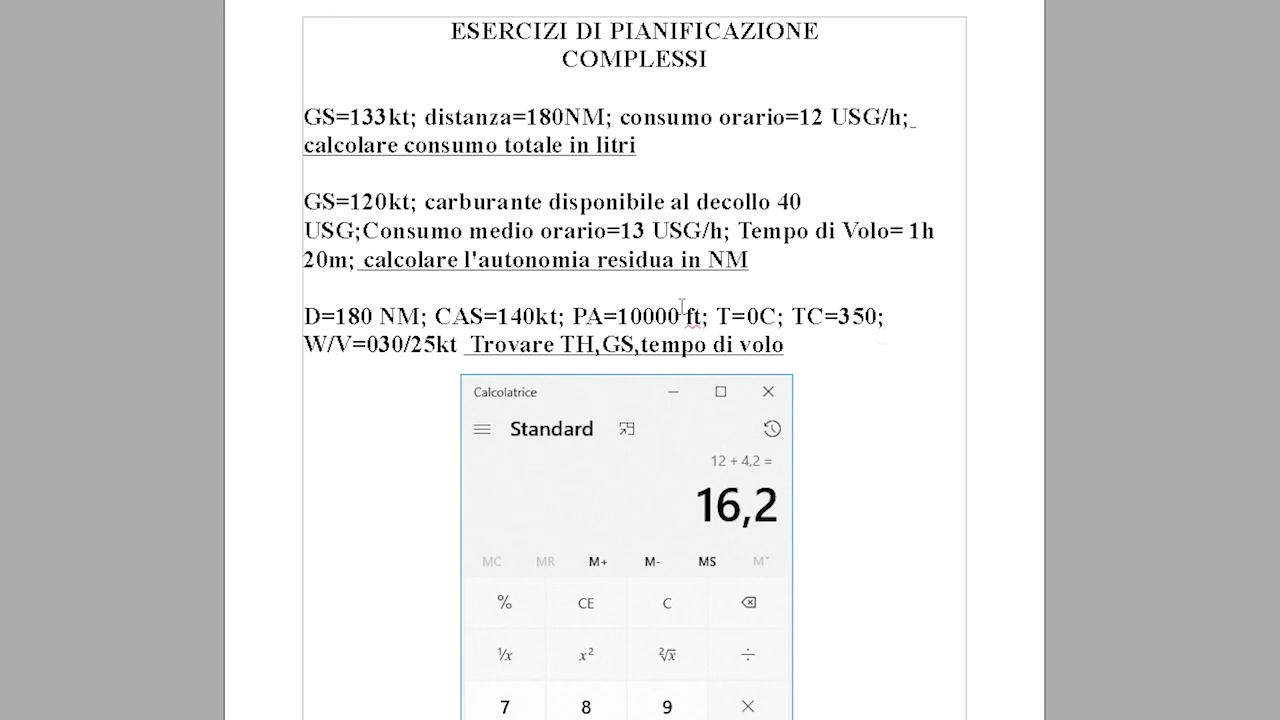 ESERCIZI DI PIANIFICAZIONE
COMPLESSI
GS=133kt; distanza=180NM; consumo orario=12 USG/h;
calcolare consumo totale in litri
GS=120kt; carburante disponibile al decollo 40
USG;Consumo medio orario=13 USG/h; Tempo di Volo= 1h
20m; calcolare l'autonomia residua in NM
D=180 NM; CAS=140kt; PA=10000 ft; T=0C; TC=350;
W/V=030/25kt Trovare TH,GS,tempo di volo
Calcolatrice
Standard
12 + 4,2 =
16,2
MC MR M+ M- MS M˅
% CE C
¹/x x² ²√x ÷
7 8 9 ×